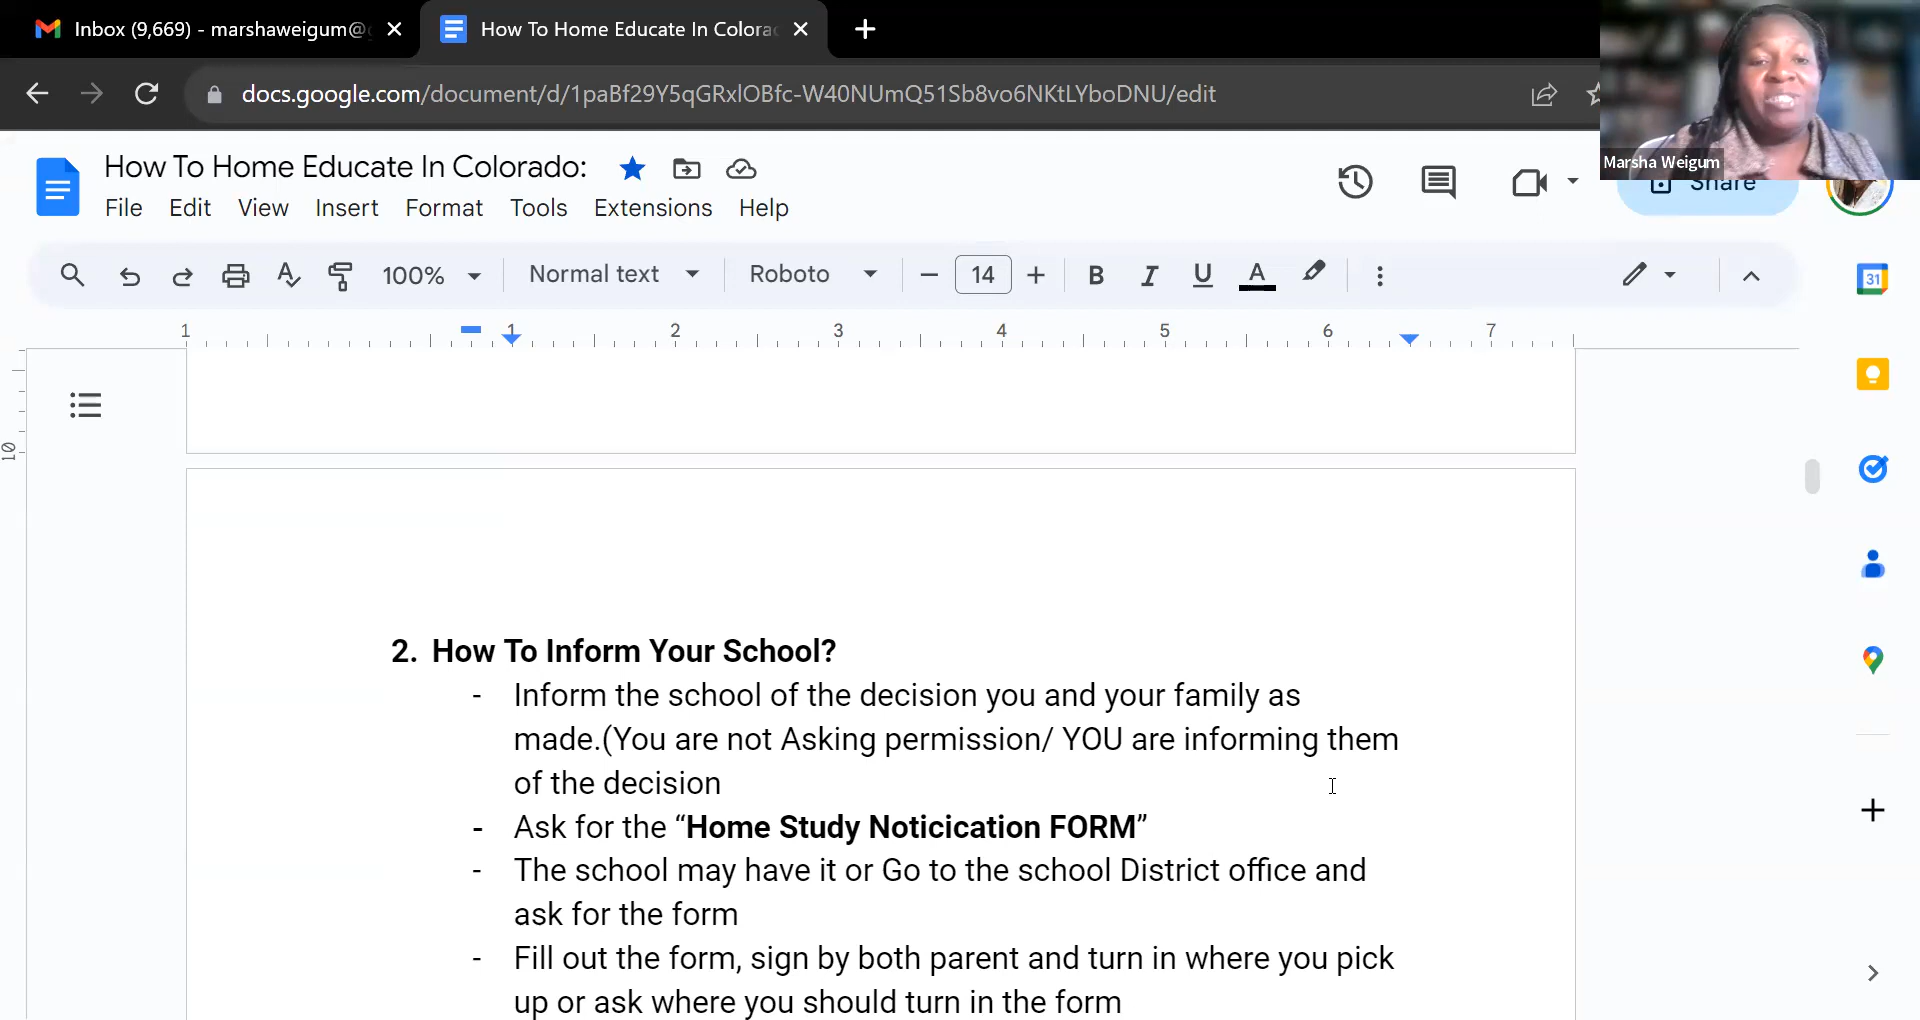 Inbox (9,669) - marshaweigum@
How To Home Educate In Colora
docs.google.com/document/d/1paBf29Y5qGRxlOBfc-W40NUmQ51Sb8vo6NKtLYboDNU/edit
Marsha Weigum
How To Home Educate In Colorado:
Share
File Edit View Insert Format Tools Extensions Help
100% Normal text Roboto 14 B I U A
31
1 1 2 3 4 5 6 7
10
2. How To Inform Your School?
- Inform the school of the decision you and your family as
made.(You are not Asking permission/ YOU are informing them
of the decision
- Ask for the “Home Study Noticication FORM”
- The school may have it or Go to the school District office and
ask for the form
- Fill out the form, sign by both parent and turn in where you pick
up or ask where you should turn in the form